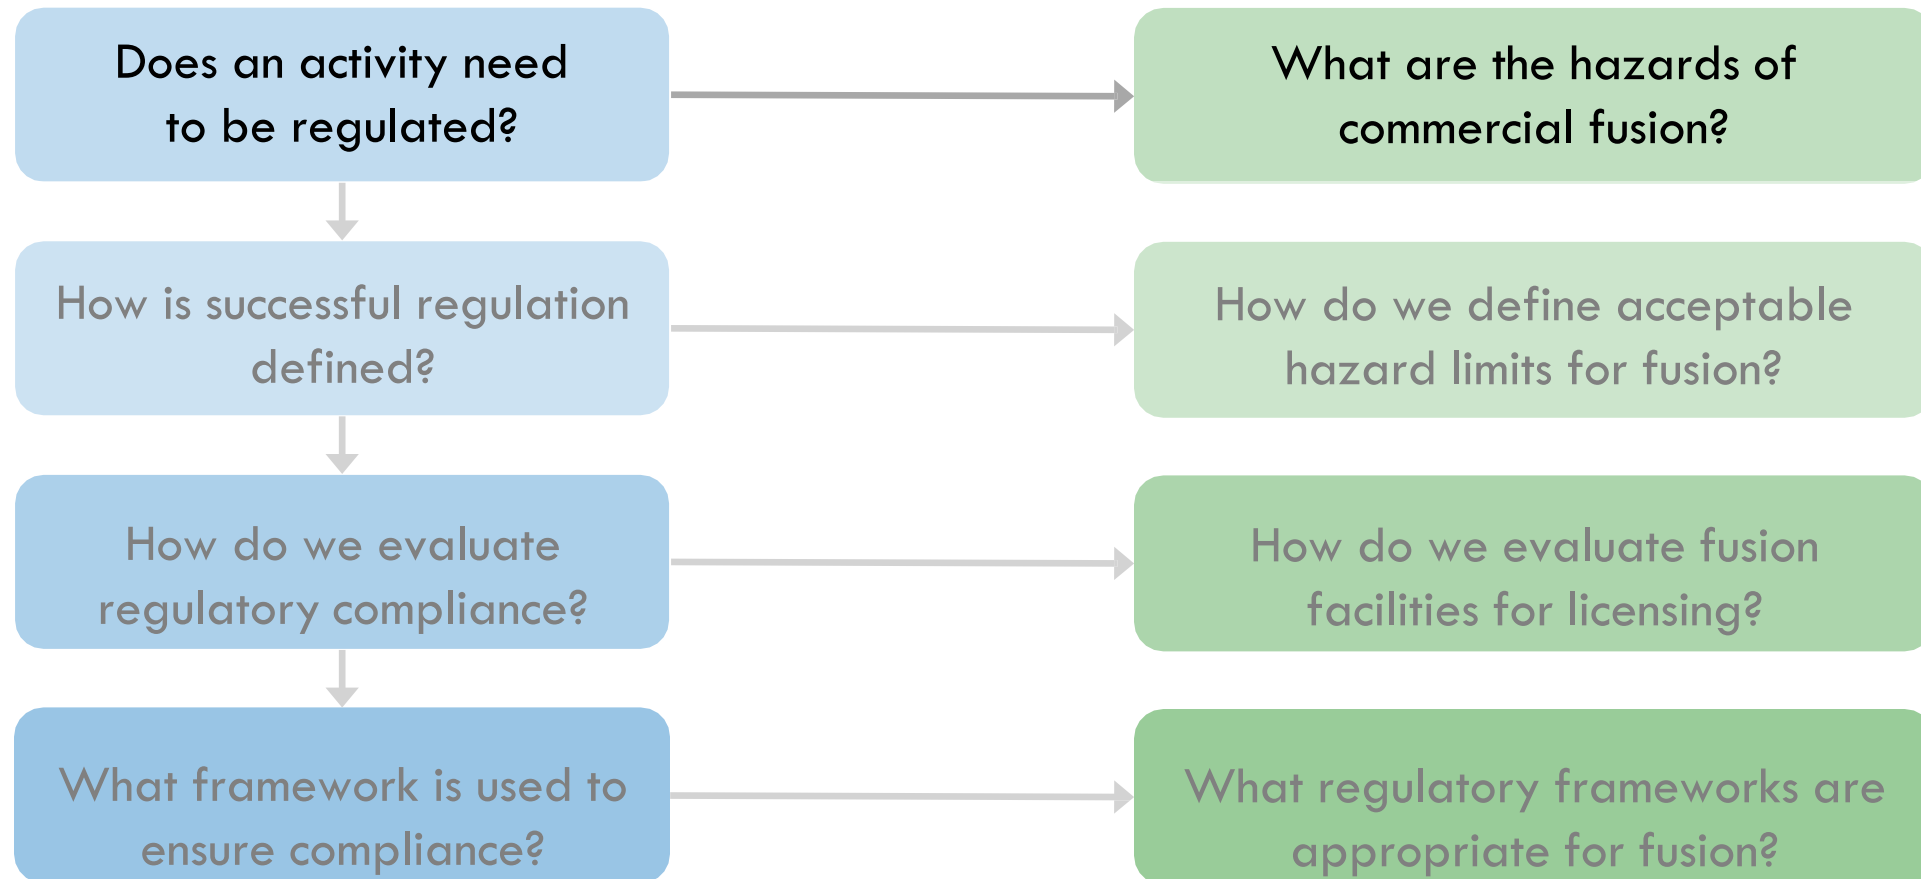 Does an activity need
to be regulated?
What are the hazards of
commercial fusion?
How is successful regulation
defined?
How do we define acceptable
hazard limits for fusion?
How do we evaluate
regulatory compliance?
How do we evaluate fusion
facilities for licensing?
What framework is used to
ensure compliance?
What regulatory frameworks are
appropriate for fusion?